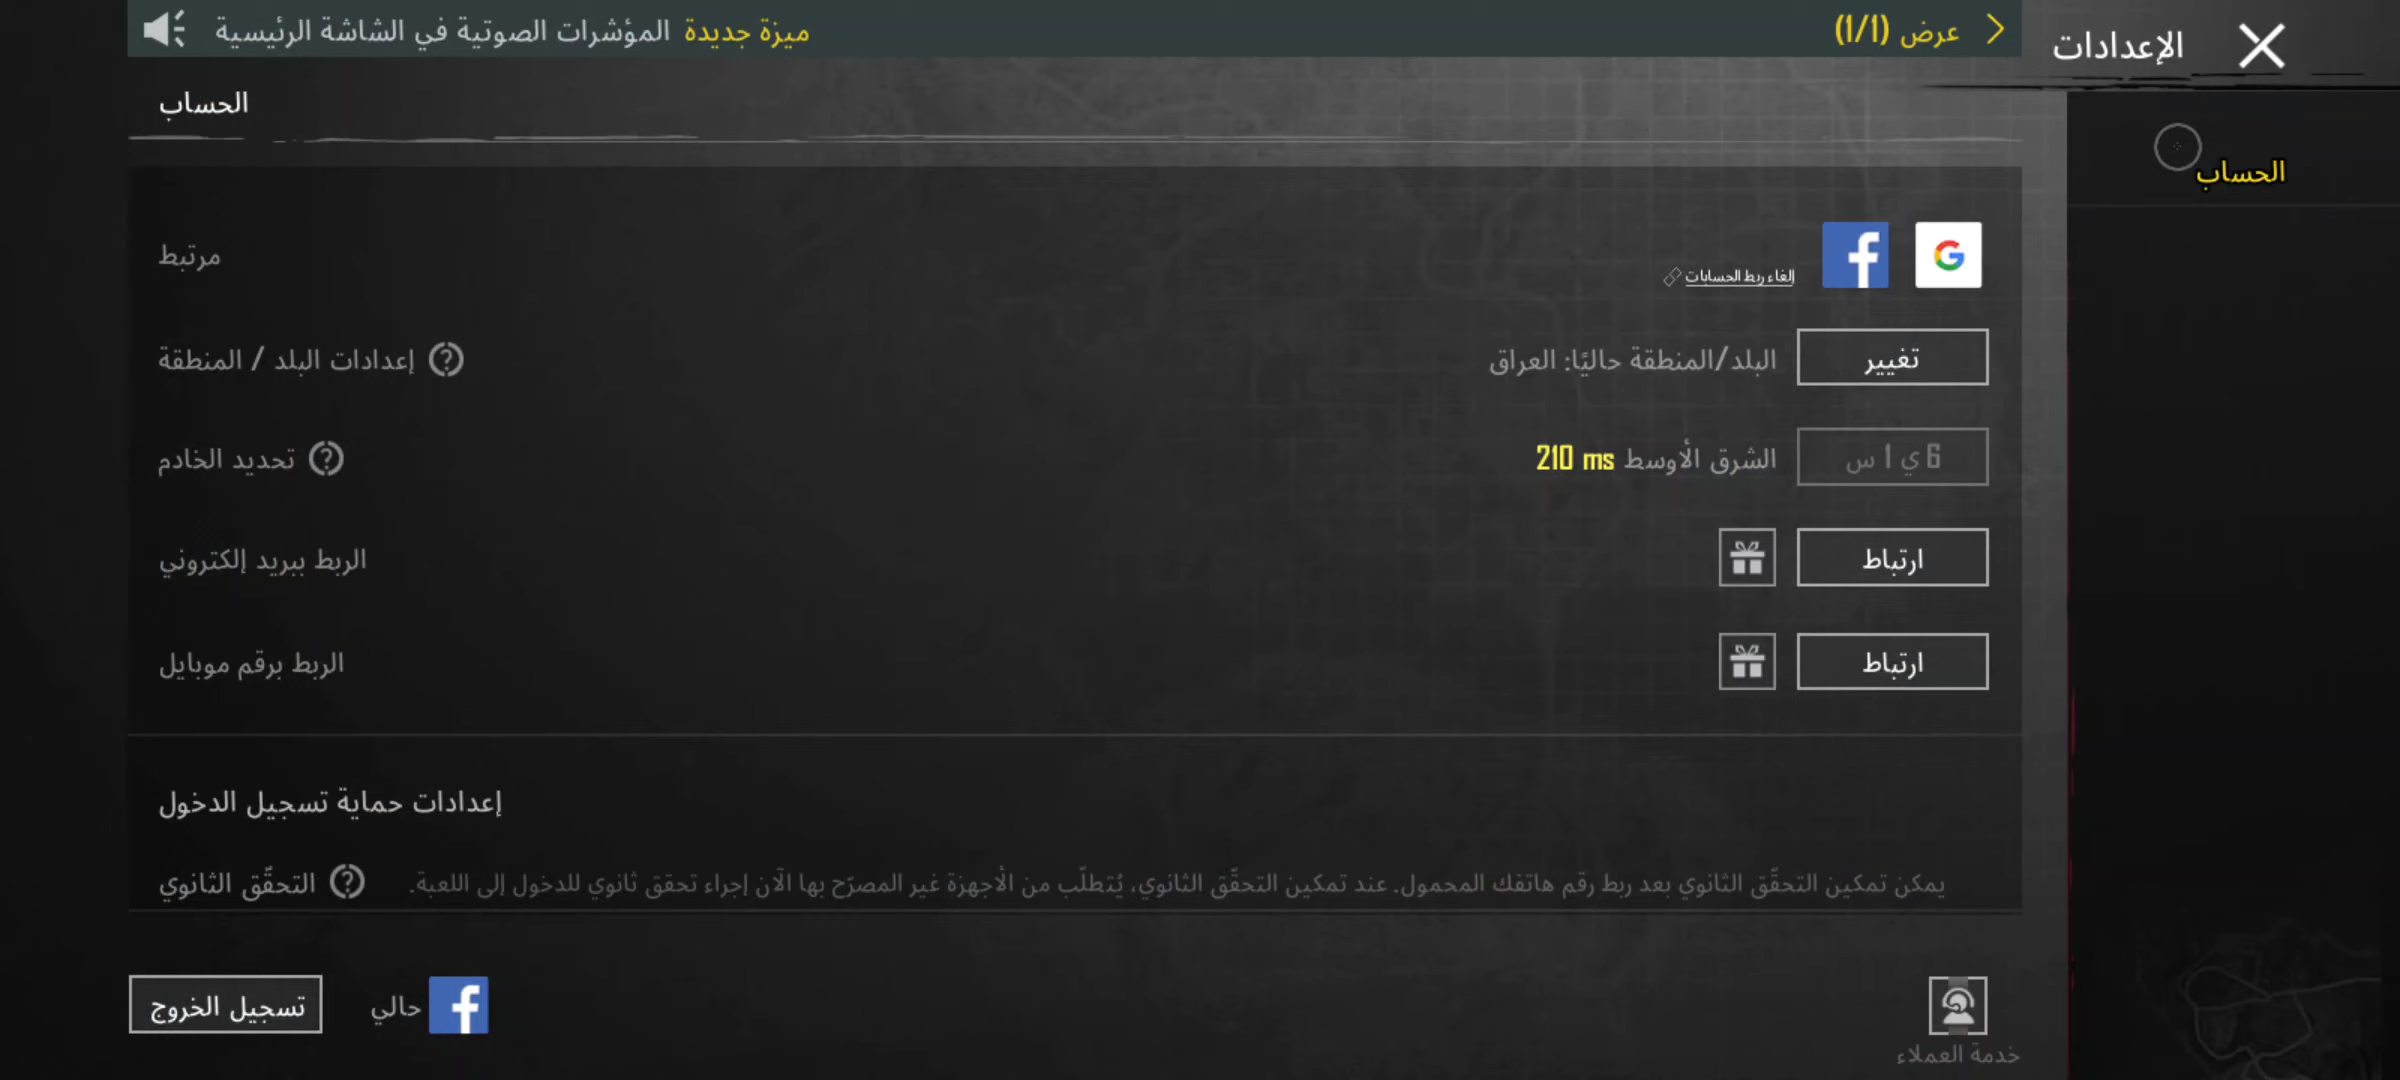 ميزة جديدة المؤشرات الصوتية في الشاشة الرئيسية
عرض (1/1)
الإعدادات
الحساب
الحساب
مرتبط
إلغاء ربط الحسابات
إعدادات البلد / المنطقة
البلد/المنطقة حاليًا: العراق
تغيير
تحديد الخادم
الشرق الأوسط 210 ms
6 ي 1 س
الربط ببريد إلكتروني
ارتباط
الربط برقم موبايل
ارتباط
إعدادات حماية تسجيل الدخول
التحقّق الثانوي
يمكن تمكين التحقّق الثانوي بعد ربط رقم هاتفك المحمول. عند تمكين التحقّق الثانوي، يُتطلّب من الأجهزة غير المصرّح بها الآن إجراء تحقق ثانوي للدخول إلى اللعبة.
تسجيل الخروج
حالي
خدمة العملاء